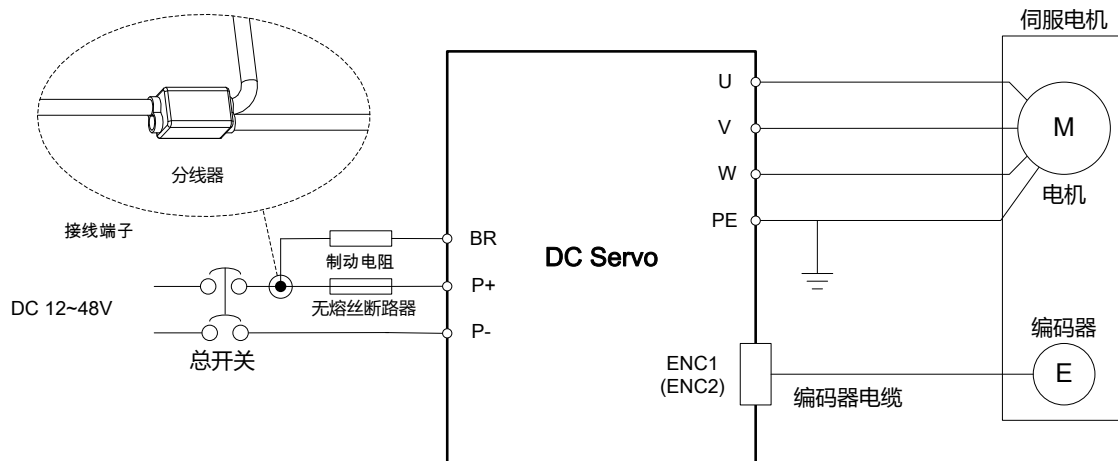 伺服电机
U
V
M
分线器
W
电机
接线端子
PE
BR
制动电阻
DC Servo
DC 12~48V
P+
无熔丝断路器
P-
总开关
编码器
ENC1
(ENC2)
E
编码器电缆